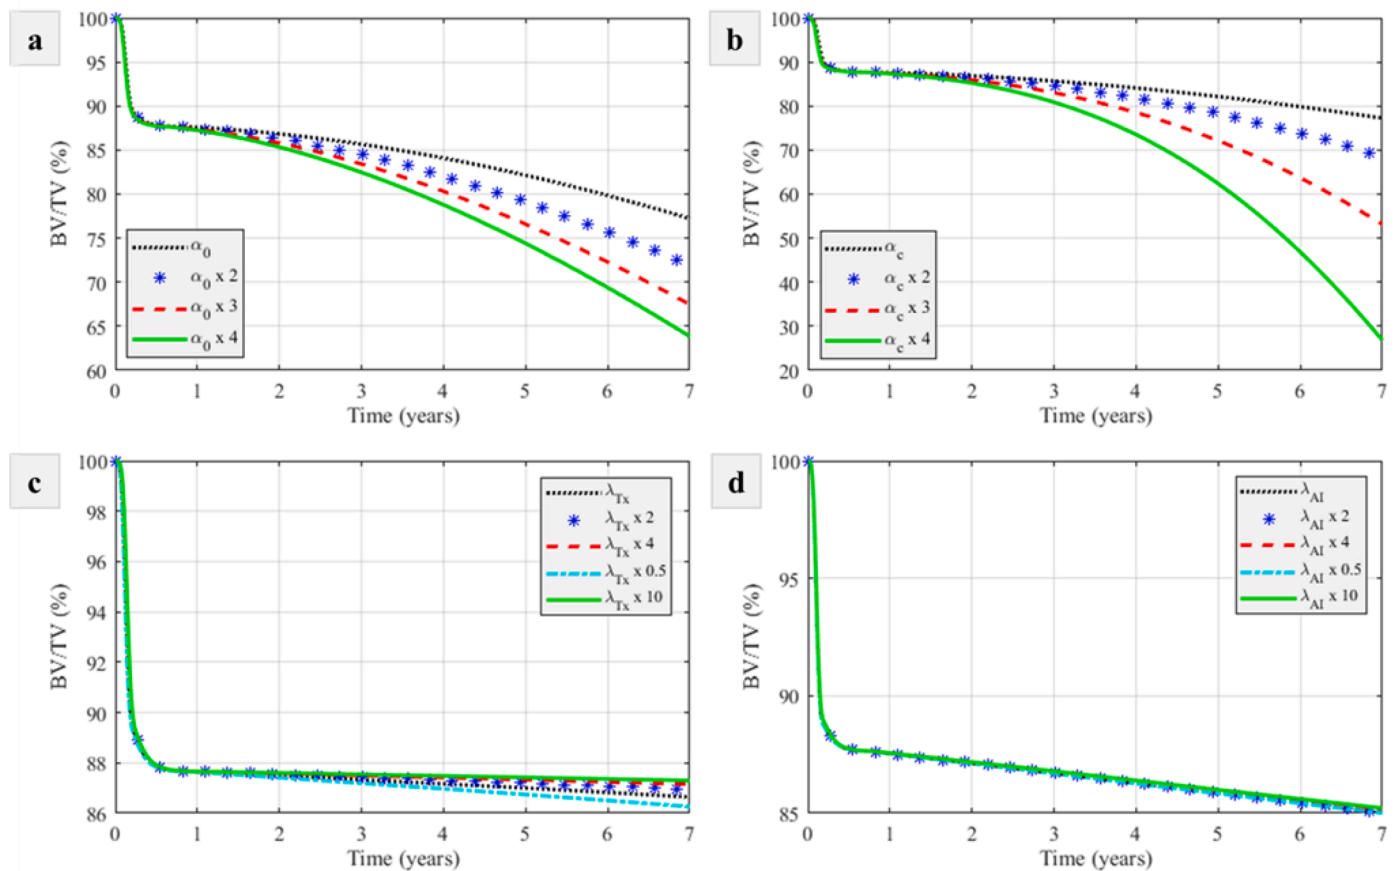 a
100
95
90
85
80
75
70
65
60
BV/TV (%)
α0
α0 x 2
α0 x 3
α0 x 4
0 1 2 3 4 5 6 7
Time (years)
b
100
90
80
70
60
50
40
30
20
BV/TV (%)
αc
αc x 2
αc x 3
αc x 4
0 1 2 3 4 5 6 7
Time (years)
c
100
98
96
94
92
90
88
86
BV/TV (%)
λTx
λTx x 2
λTx x 4
λTx x 0.5
λTx x 10
0 1 2 3 4 5 6 7
Time (years)
d
100
95
90
85
BV/TV (%)
λAI
λAI x 2
λAI x 4
λAI x 0.5
λAI x 10
0 1 2 3 4 5 6 7
Time (years)